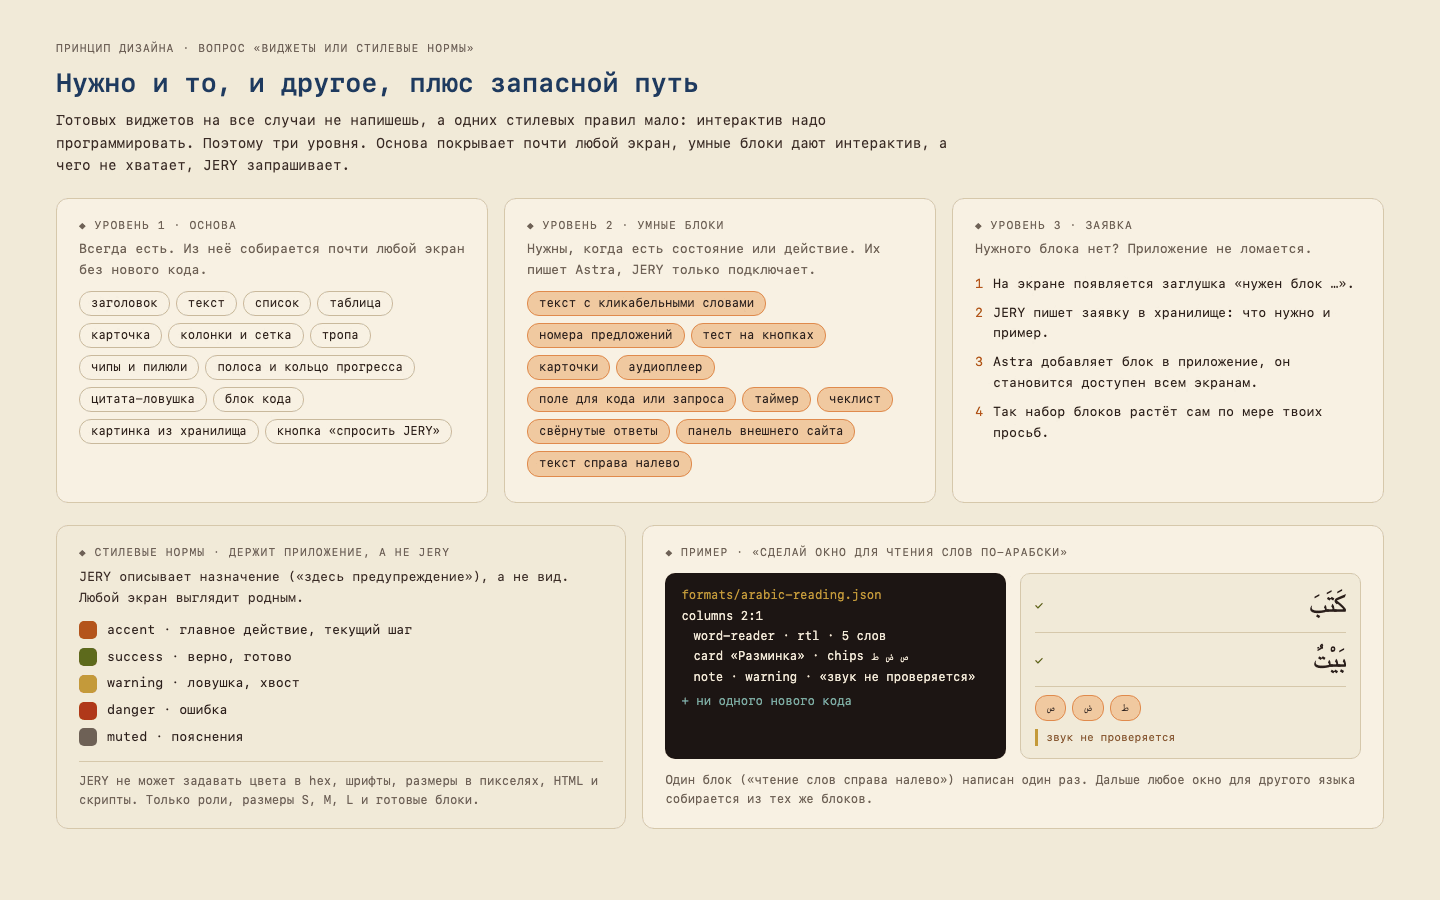 ПРИНЦИП ДИЗАЙНА · ВОПРОС «ВИДЖЕТЫ ИЛИ СТИЛЕВЫЕ НОРМЫ»
Нужно и то, и другое, плюс запасной путь
Готовых виджетов на все случаи не напишешь, а одних стилевых правил мало: интерактив надо
программировать. Поэтому три уровня. Основа покрывает почти любой экран, умные блоки дают интерактив, а
чего не хватает, JERY запрашивает.
◆ УРОВЕНЬ 1 · ОСНОВА
Всегда есть. Из неё собирается почти любой экран
без нового кода.
заголовок текст список таблица
карточка колонки и сетка тропа
чипы и пилюли полоса и кольцо прогресса
цитата-ловушка блок кода
картинка из хранилища кнопка «спросить JERY»
◆ УРОВЕНЬ 2 · УМНЫЕ БЛОКИ
Нужны, когда есть состояние или действие. Их
пишет Astra, JERY только подключает.
текст с кликабельными словами
номера предложений тест на кнопках
карточки аудиоплеер
поле для кода или запроса таймер чеклист
свёрнутые ответы панель внешнего сайта
текст справа налево
◆ УРОВЕНЬ 3 · ЗАЯВКА
Нужного блока нет? Приложение не ломается.
1 На экране появляется заглушка «нужен блок …».
2 JERY пишет заявку в хранилище: что нужно и
пример.
3 Astra добавляет блок в приложение, он
становится доступен всем экранам.
4 Так набор блоков растёт сам по мере твоих
просьб.
◆ СТИЛЕВЫЕ НОРМЫ · ДЕРЖИТ ПРИЛОЖЕНИЕ, А НЕ JERY
JERY описывает назначение («здесь предупреждение»), а не вид.
Любой экран выглядит родным.
accent · главное действие, текущий шаг
success · верно, готово
warning · ловушка, хвост
danger · ошибка
muted · пояснения
JERY не может задавать цвета в hex, шрифты, размеры в пикселях, HTML и
скрипты. Только роли, размеры S, M, L и готовые блоки.
◆ ПРИМЕР · «СДЕЛАЙ ОКНО ДЛЯ ЧТЕНИЯ СЛОВ ПО-АРАБСКИ»
formats/arabic-reading.json
columns 2:1
word-reader · rtl · 5 слов
card «Разминка» · chips ص ض ط
note · warning · «звук не проверяется»
+ ни одного нового кода
✓ كَتَبَ
✓ بَيْتٌ
ص ض ط
звук не проверяется
Один блок («чтение слов справа налево») написан один раз. Дальше любое окно для другого языка
собирается из тех же блоков.